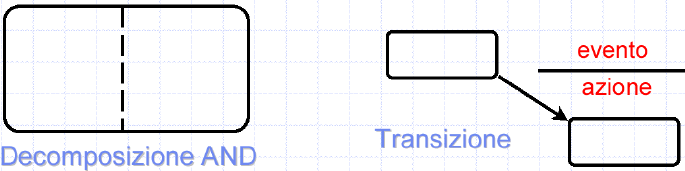 evento
azione
Transizione
Decomposizione AND